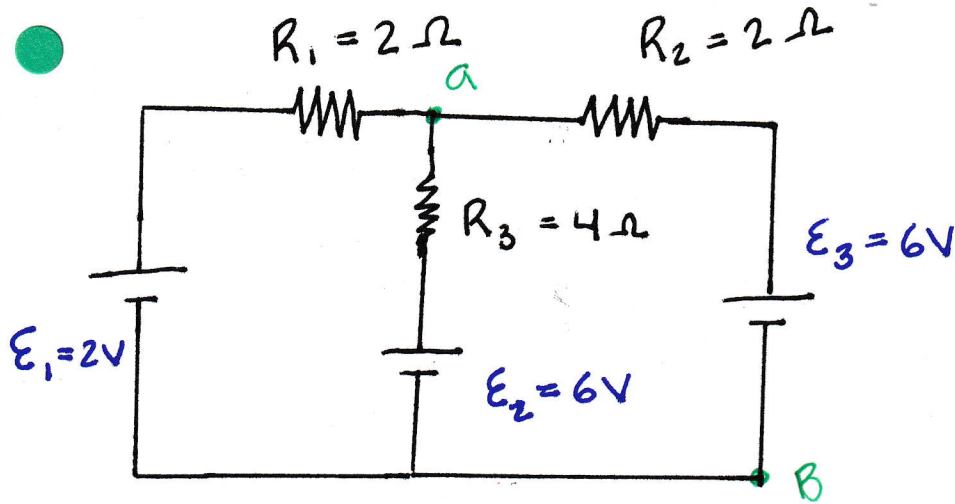 R₁ = 2 Ω
R₂ = 2 Ω
a
R₃ = 4 Ω
ε₃ = 6V
ε₁ = 2V
ε₂ = 6V
B